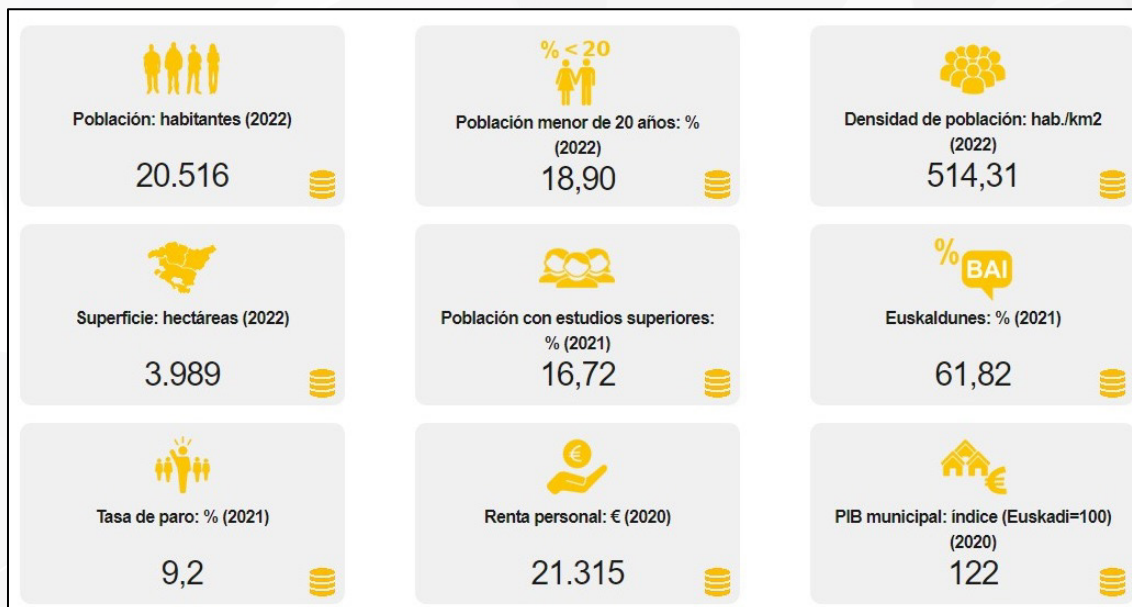 Población: habitantes (2022)
20.516
% < 20
Población menor de 20 años: %
(2022)
18,90
Densidad de población: hab./km2
(2022)
514,31
Superficie: hectáreas (2022)
3.989
Población con estudios superiores:
% (2021)
16,72
% BAI
Euskaldunes: % (2021)
61,82
Tasa de paro: % (2021)
9,2
€
Renta personal: € (2020)
21.315
€
PIB municipal: índice (Euskadi=100)
(2020)
122